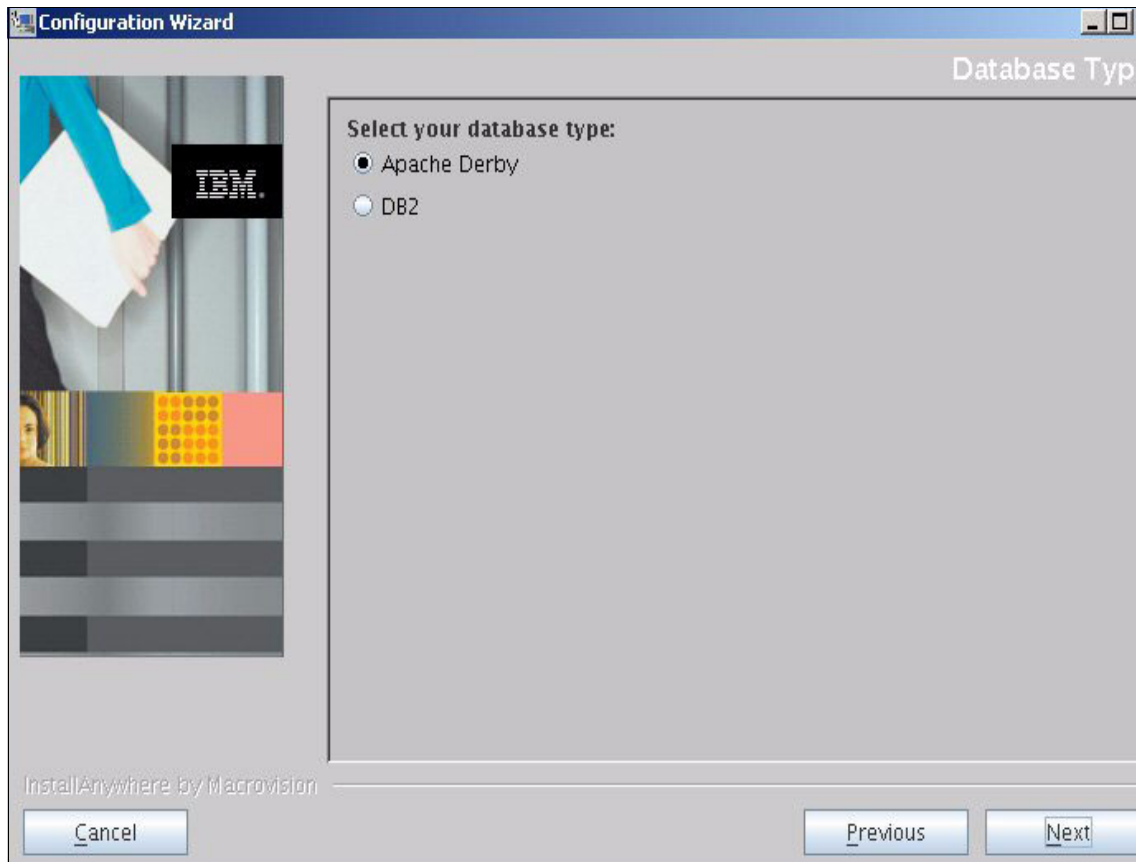 Configuration Wizard
Database Typ
IBM.
Select your database type:
Apache Derby
DB2
InstallAnywhere by Macrovision
Cancel
Previous
Next